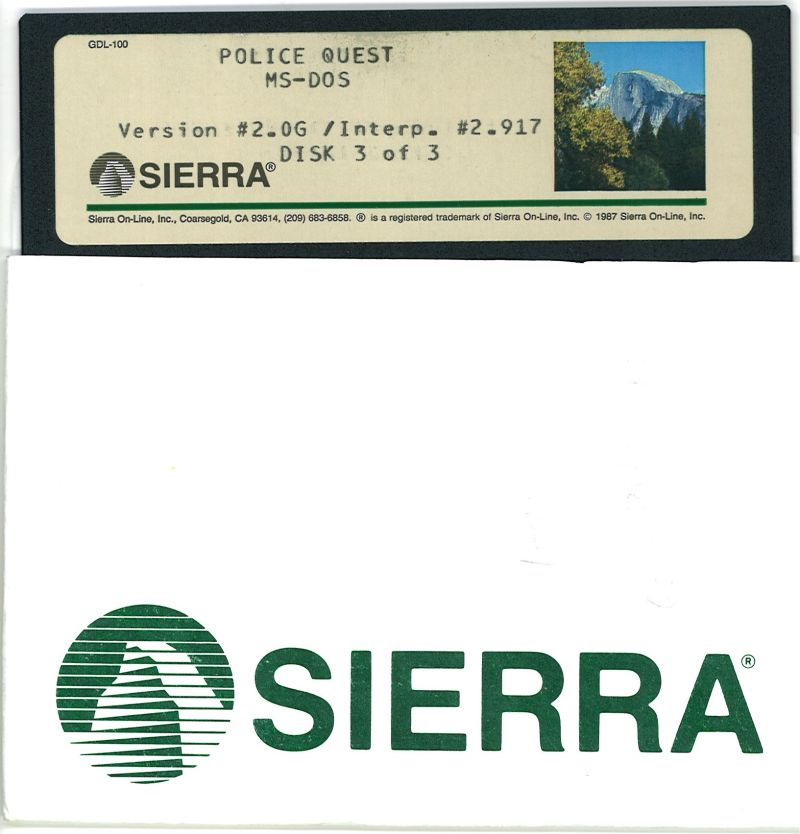 GDL-100
POLICE QUEST
MS-DOS
Version #2.0G /Interp. #2.917
DISK 3 of 3
SIERRA®
Sierra On-Line, Inc., Coarsegold, CA 93614, (209) 683-6858. ® is a registered trademark of Sierra On-Line, Inc. © 1987 Sierra On-Line, Inc.
SIERRA®